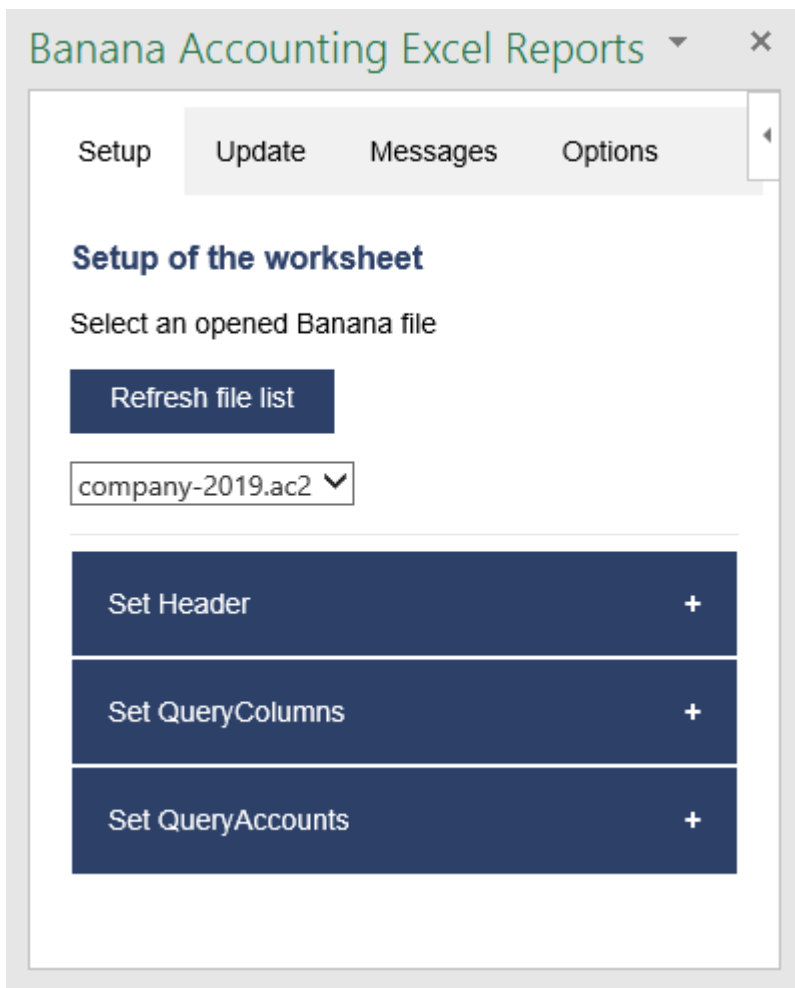 Banana Accounting Excel Reports
Setup Update Messages Options
Setup of the worksheet
Select an opened Banana file
Refresh file list
company-2019.ac2
Set Header +
Set QueryColumns +
Set QueryAccounts +